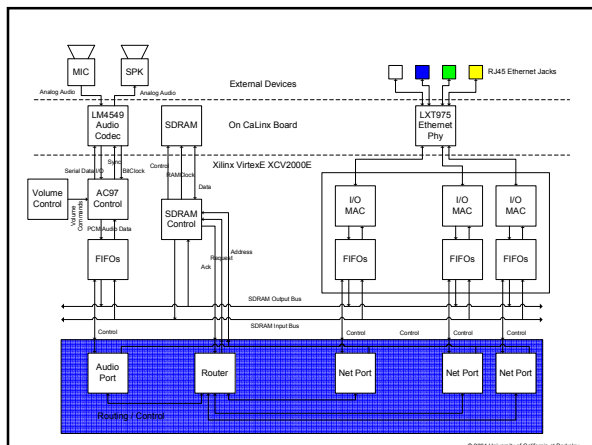 MIC
SPK
RJ45 Ethernet Jacks
Analog Audio
Analog Audio
External Devices
LM4549
Audio
Codec
SDRAM
On CaLinx Board
LXT975
Ethernet
Phy
Serial Data I/O
Sync
BitClock
Control
RAMClock
Data
Xilinx VirtexE XCV2000E
Volume
Control
Volume
Commands
AC97
Control
SDRAM
Control
I/O
MAC
I/O
MAC
I/O
MAC
PCM Audio Data
Ack
Request
Address
FIFOs
FIFOs
FIFOs
FIFOs
SDRAM Output Bus
SDRAM Input Bus
Control
Control
Control
Control
Control
Control
Audio
Port
Router
Net Port
Net Port
Net Port
Routing / Control